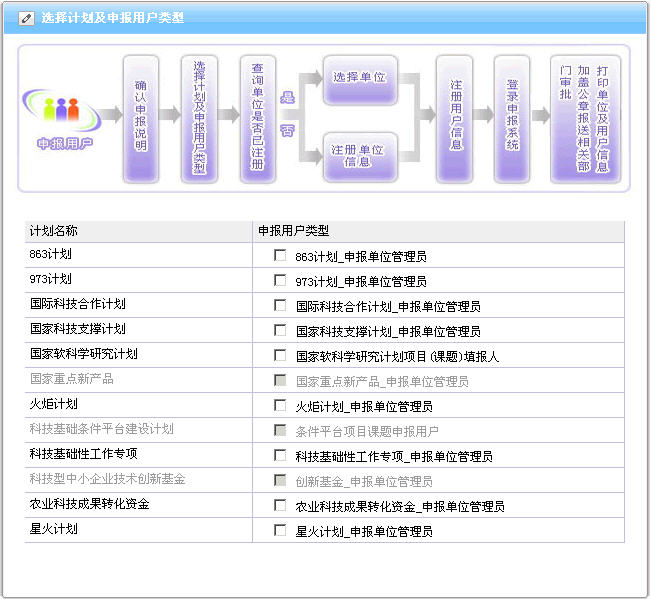 选择计划及申报用户类型
申报用户
确认申报说明
选择计划及申报用户类型
查询单位是否已注册
是
否
选择单位
注册单位
信息
注册用户信息
登录申报系统
打印单位及用户信息
加盖公章报送相关部
门审批
计划名称 申报用户类型
863计划 863计划_申报单位管理员
973计划 973计划_申报单位管理员
国际科技合作计划 国际科技合作计划_申报单位管理员
国家科技支撑计划 国家科技支撑计划_申报单位管理员
国家软科学研究计划 国家软科学研究计划项目(课题)填报人
国家重点新产品 国家重点新产品_申报单位管理员
火炬计划 火炬计划_申报单位管理员
科技基础条件平台建设计划 条件平台项目课题申报用户
科技基础性工作专项 科技基础性工作专项_申报单位管理员
科技型中小企业技术创新基金 创新基金_申报单位管理员
农业科技成果转化资金 农业科技成果转化资金_申报单位管理员
星火计划 星火计划_申报单位管理员